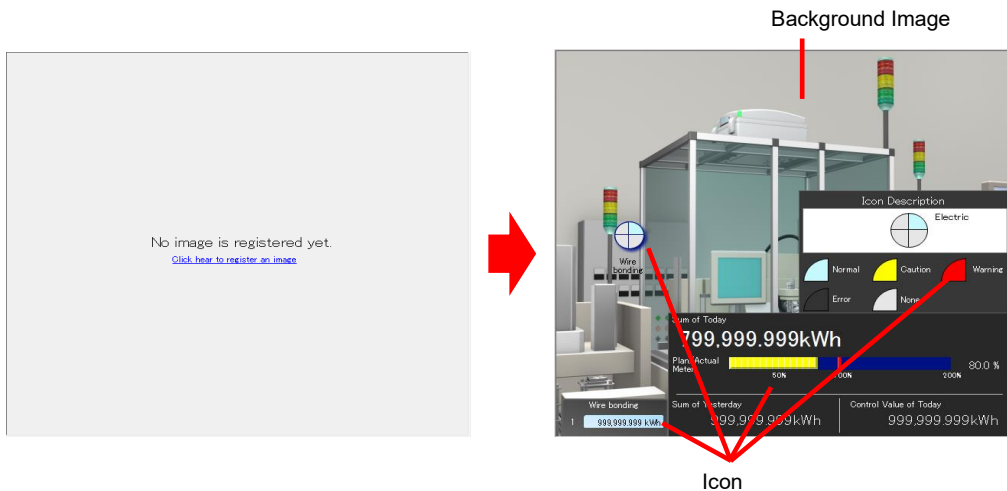 Background Image
No image is registered yet.
Click hear to register an image
Icon Description
Electric
Normal
Caution
Warning
Error
None
Wire
bonding
Sum of Today
799,999.999kWh
Plan/Actual
Meter
50%
100%
200%
80.0 %
Wire bonding
1 999,999.999 kWh
Sum of Yesterday
999,999.999kWh
Control Value of Today
999,999.999kWh
Icon